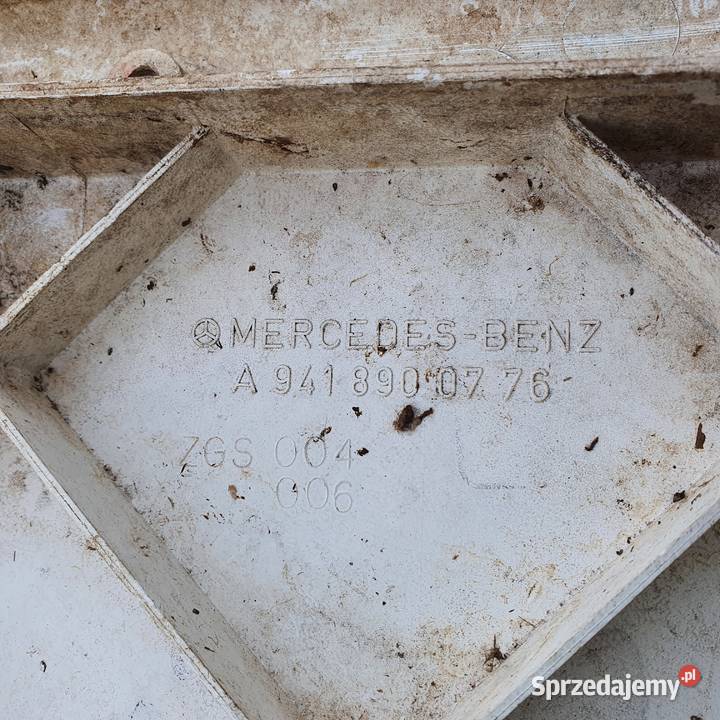 MERCEDES-BENZ
A 941 890 07 76
ZGS 004
006
Sprzedajemy.pl